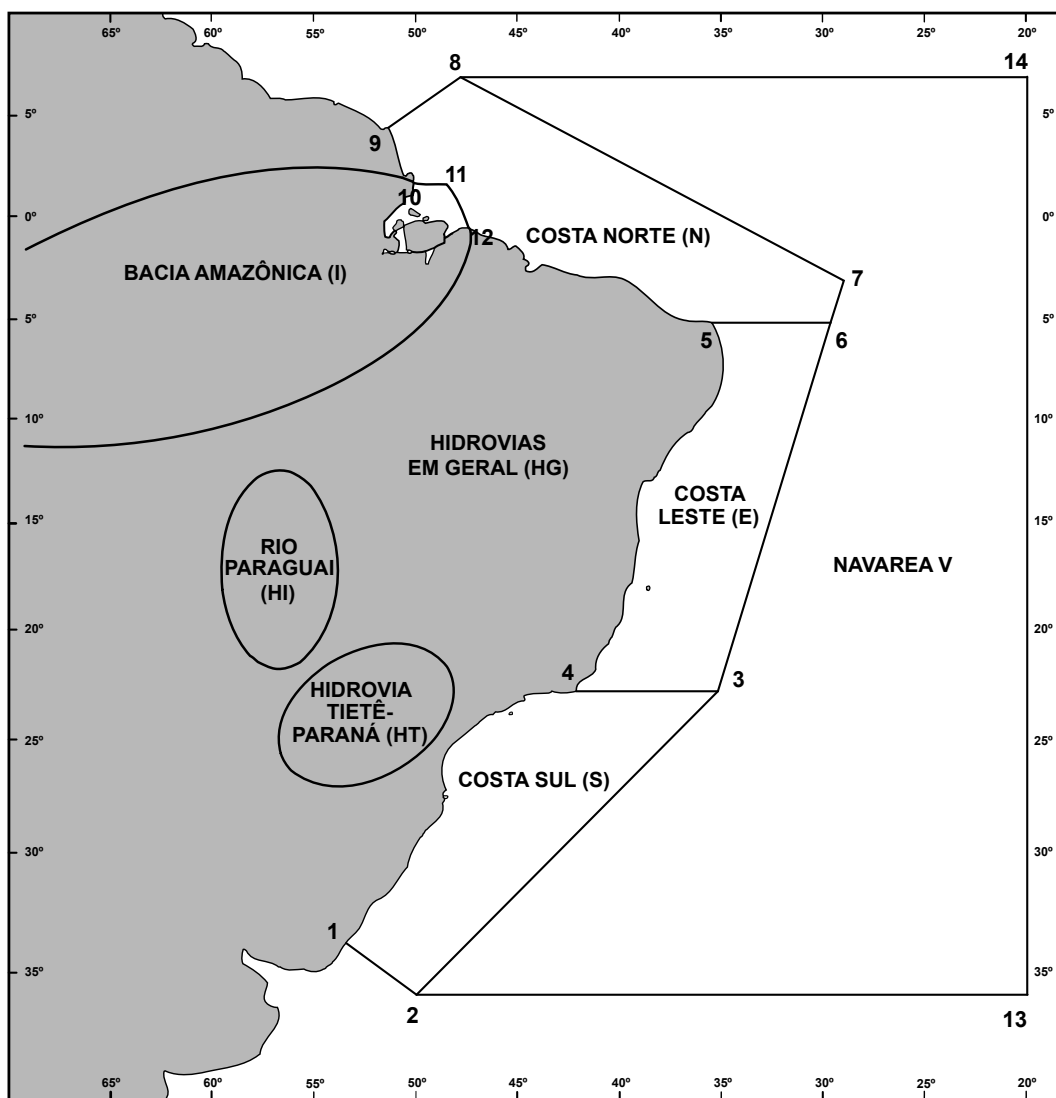 65º 60º 55º 50º 45º 40º 35º 30º 25º 20º
8 14
5º 5º
9
11
10
0º 0º
12
COSTA NORTE (N)
BACIA AMAZÔNICA (I)
7
5º 5º
5 6
10º 10º
HIDROVIAS
EM GERAL (HG)
COSTA
LESTE (E)
15º 15º
RIO
PARAGUAI
(HI)
NAVAREA V
20º 20º
4 3
HIDROVIA
TIETÊ-
PARANÁ (HT)
25º 25º
COSTA SUL (S)
30º 30º
1
35º 35º
2 13
65º 60º 55º 50º 45º 40º 35º 30º 25º 20º